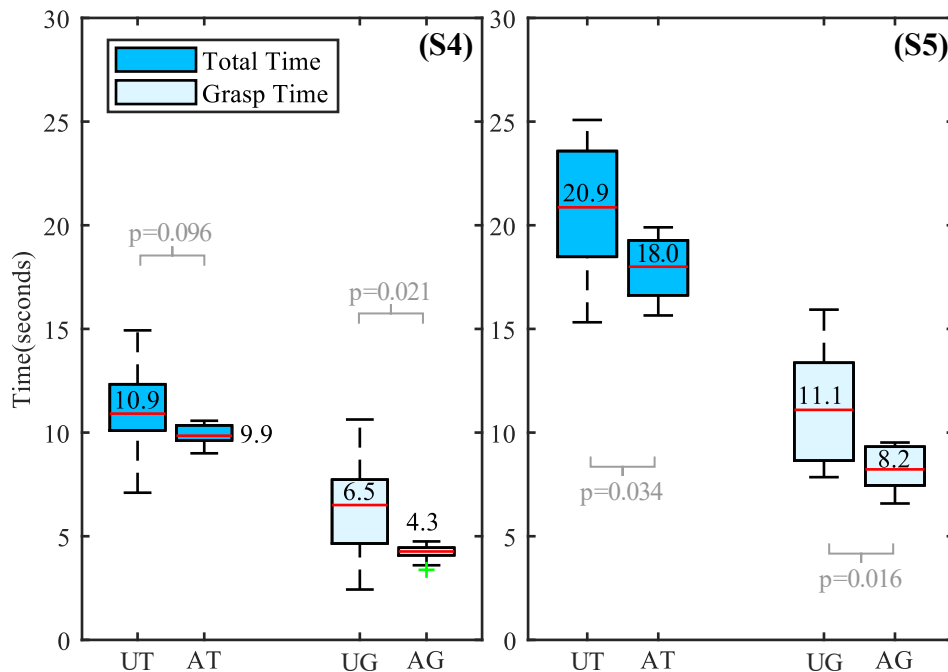 30
25
20
15
10
5
0
Time(seconds)
(S4)
Total Time
Grasp Time
p=0.096
p=0.021
10.9
9.9
6.5
4.3
UT
AT
UG
AG
30
25
20
15
10
5
0
(S5)
20.9
18.0
11.1
8.2
p=0.034
p=0.016
UT
AT
UG
AG